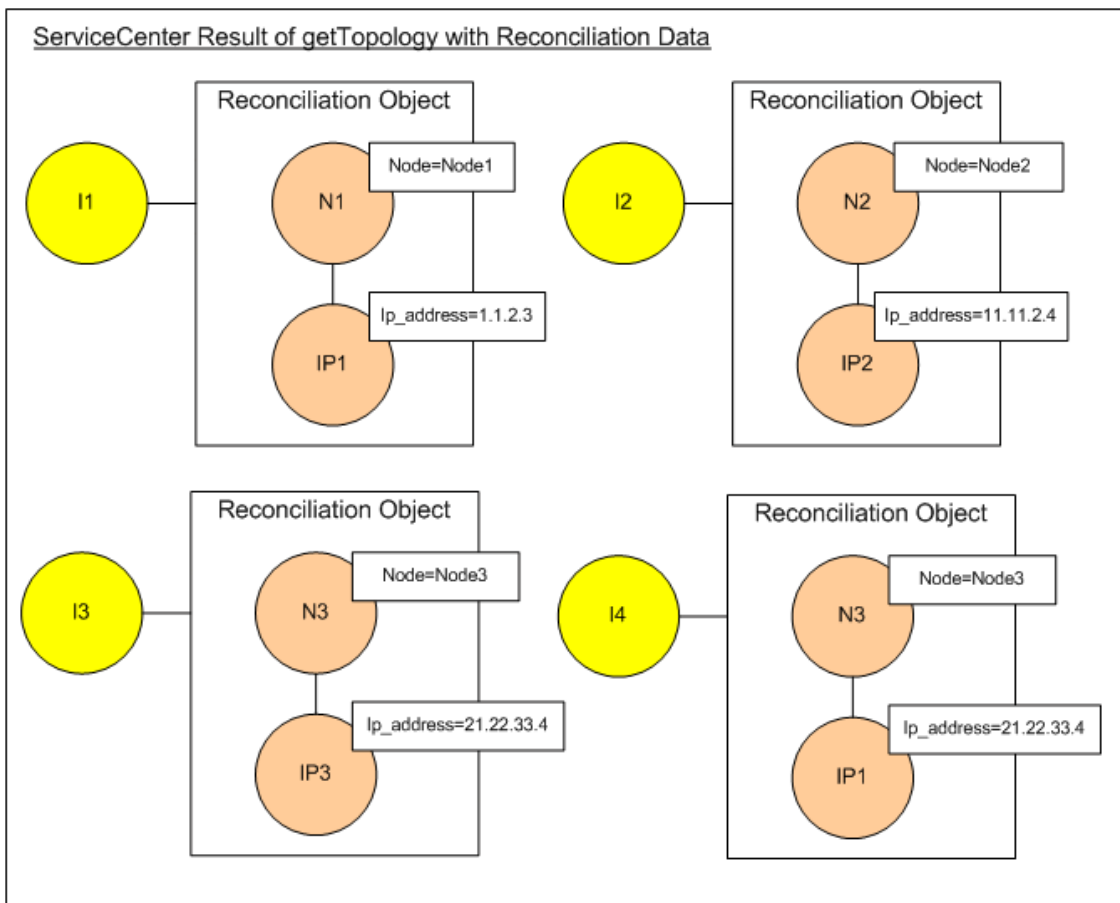 ServiceCenter Result of getTopology with Reconciliation Data
Reconciliation Object
I1
N1
Node=Node1
IP1
Ip_address=1.1.2.3
Reconciliation Object
I2
N2
Node=Node2
IP2
Ip_address=11.11.2.4
Reconciliation Object
I3
N3
Node=Node3
IP3
Ip_address=21.22.33.4
Reconciliation Object
I4
N3
Node=Node3
IP1
Ip_address=21.22.33.4